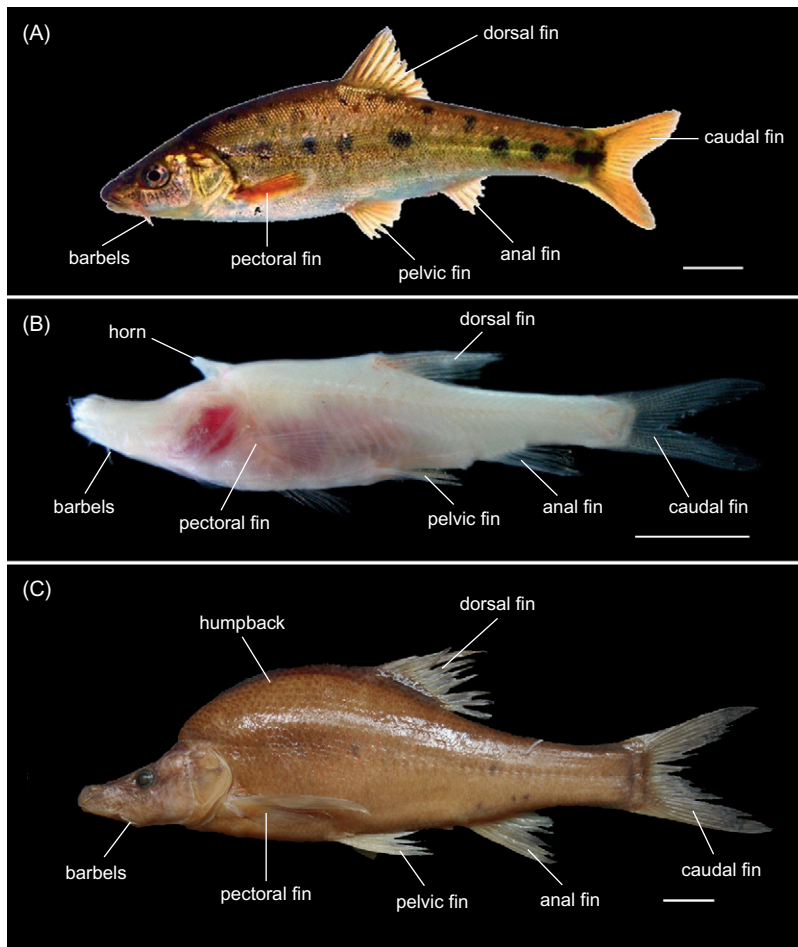 (A)
dorsal fin
caudal fin
barbels
pectoral fin
pelvic fin
anal fin
(B)
horn
dorsal fin
barbels
pectoral fin
pelvic fin
anal fin
caudal fin
(C)
humpback
dorsal fin
barbels
pectoral fin
pelvic fin
anal fin
caudal fin